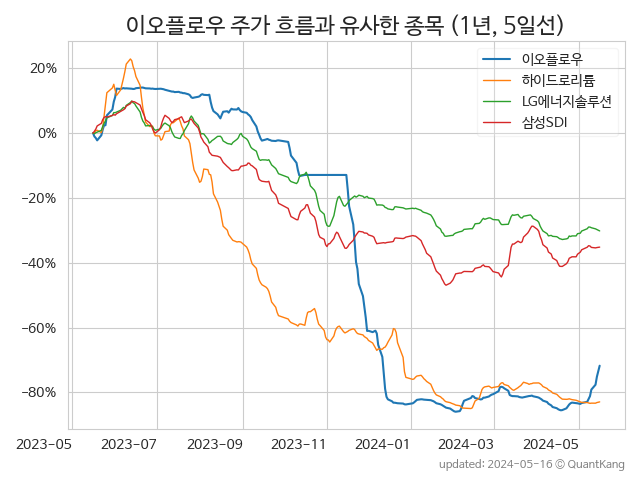 이오플로우 주가 흐름과 유사한 종목 (1년, 5일선)
이오플로우
하이드로리튬
LG에너지솔루션
삼성SDI
20%
0%
−20%
−40%
−60%
−80%
2023−05
2023−07
2023−09
2023−11
2024−01
2024−03
2024−05
updated: 2024-05-16 © QuantKang